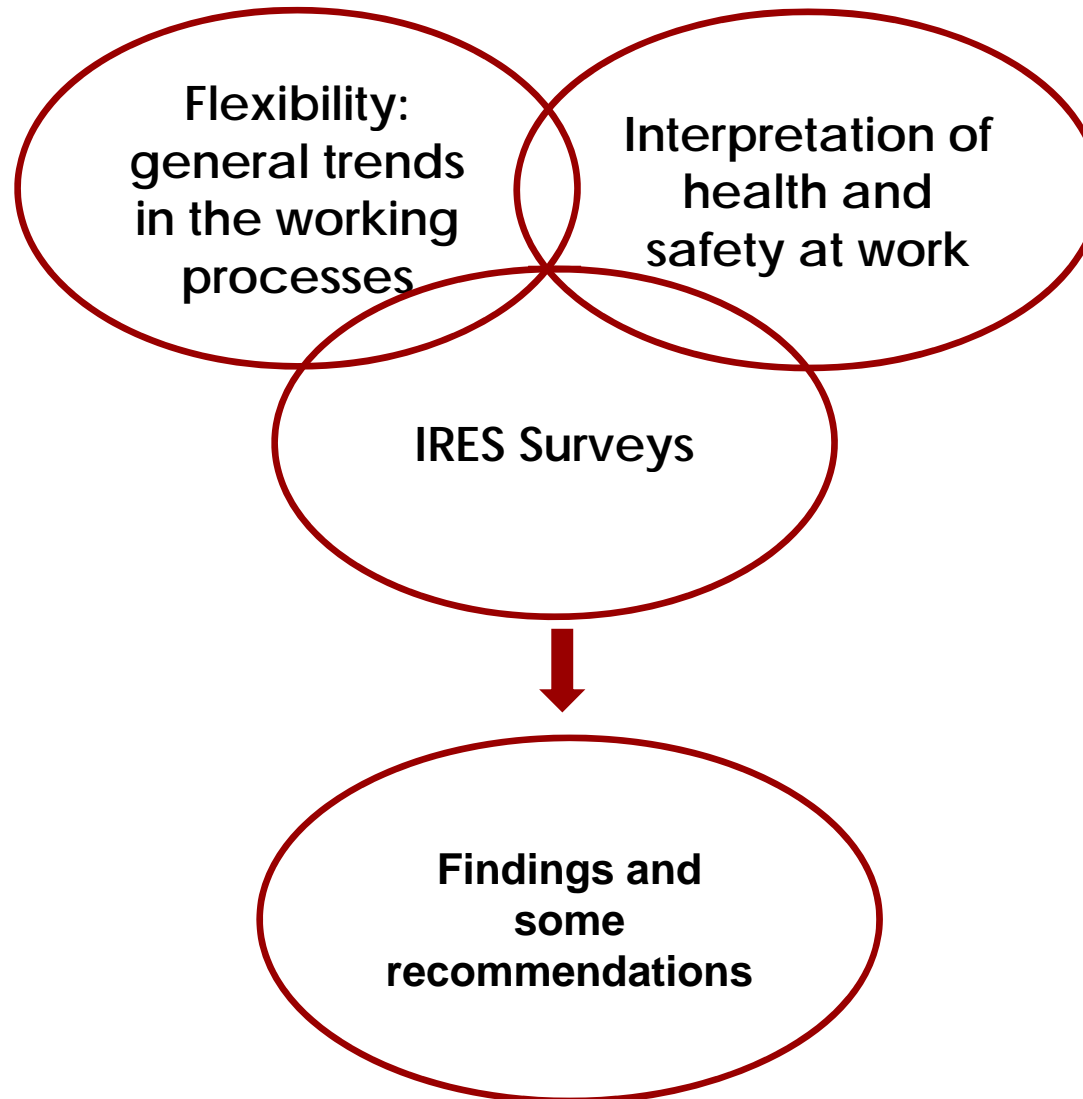 Flexibility:
general trends
in the working
processes
Interpretation of
health and
safety at work
IRES Surveys
Findings and
some
recommendations